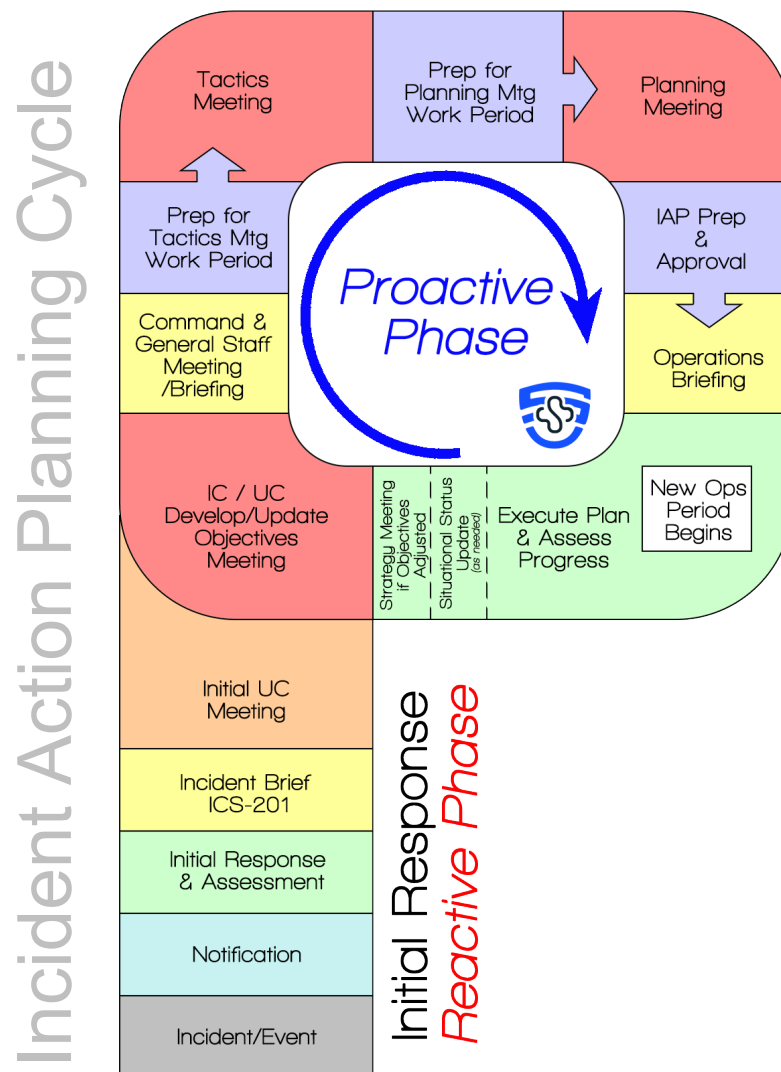 Incident Action Planning Cycle
Tactics
Meeting
Prep for
Planning Mtg
Work Period
Planning
Meeting
Prep for
Tactics Mtg
Work Period
IAP Prep
&
Approval
Proactive
Phase
Command &
General Staff
Meeting
/Briefing
Operations
Briefing
IC / UC
Develop/Update
Objectives
Meeting
Strategy Meeting
if Objectives
Adjusted
Situational Status
Update
(as needed)
Execute Plan
& Assess
Progress
New Ops
Period
Begins
Initial UC
Meeting
Incident Brief
ICS-201
Initial Response
& Assessment
Notification
Incident/Event
Initial Response
Reactive Phase